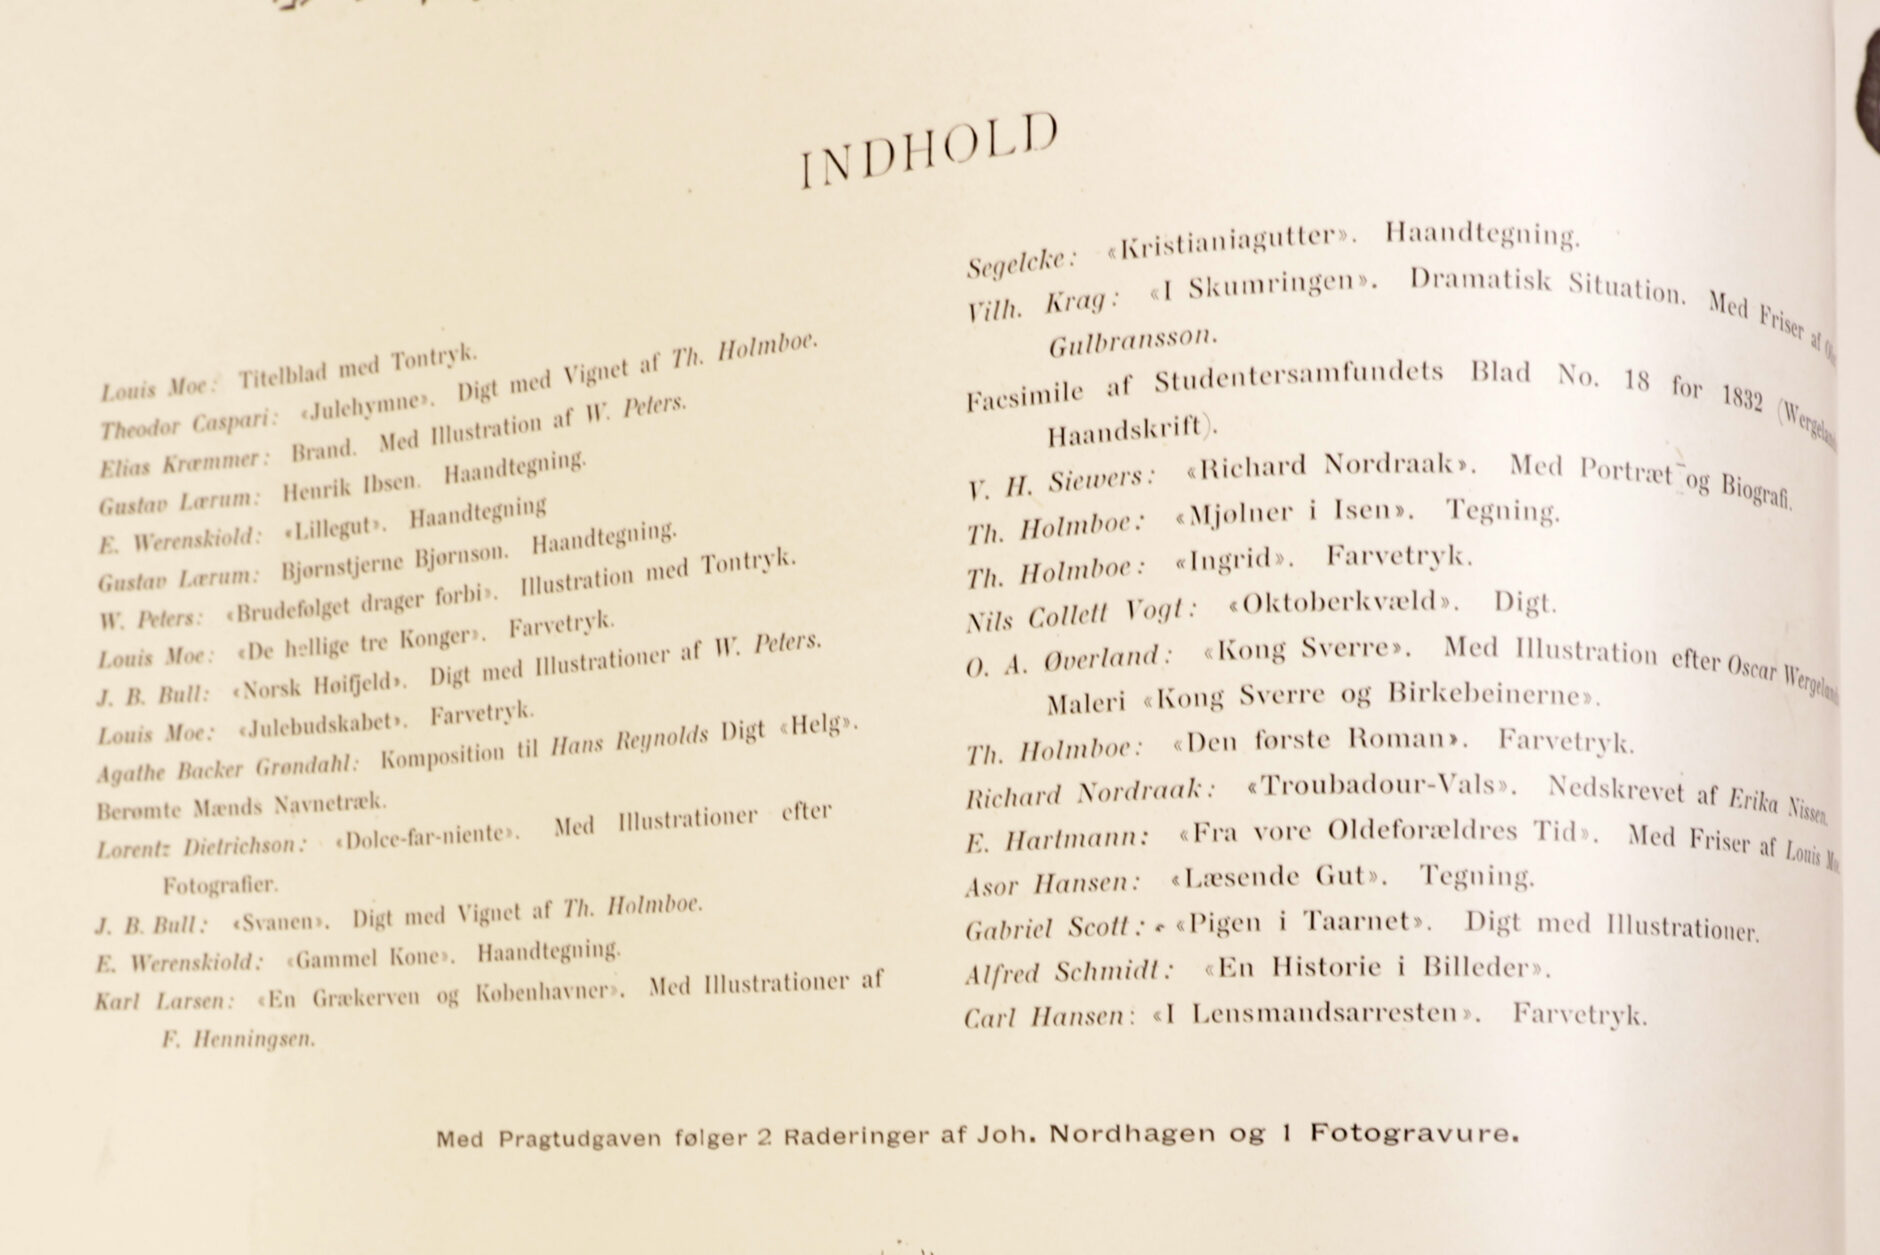 INDHOLD
Louis Moe: Titelblad med Tontryk.
Theodor Caspari: «Julehymne». Digt med Vignet af Th. Holmboe.
Elias Kræmmer: Brand. Med Illustration af W. Peters.
Gustav Lærum: Henrik Ibsen. Haandtegning.
E. Werenskiold: «Lillegut». Haandtegning
Gustav Lærum: Bjørnstjerne Bjørnson. Haandtegning.
W. Peters: «Brudefølget drager forbi». Illustration med Tontryk.
Louis Moe: «De hellige tre Konger». Farvetryk.
J. B. Bull: «Norsk Høifjeld». Digt med Illustrationer af W. Peters.
Louis Moe: «Julebudskabet». Farvetryk.
Agathe Backer Grøndahl: Komposition til Hans Reynolds Digt «Helg».
Berømte Mænds Navnetræk.
Lorentz Dietrichson: «Dolce-far-niente». Med Illustrationer efter
Fotografier.
J. B. Bull: «Svanen». Digt med Vignet af Th. Holmboe.
E. Werenskiold: «Gammel Kone». Haandtegning.
Karl Larsen: «En Grækerven og Københavner». Med Illustrationer af
F. Henningsen.
Segelcke: «Kristianiagutter». Haandtegning.
Vilh. Krag: «I Skumringen». Dramatisk Situation. Med Friser af
Gulbransson.
Facsimile af Studentersamfundets Blad No. 18 for 1832
Haandskrift).
V. H. Siewers: «Richard Nordraak». Med Portræt og Biografi.
Th. Holmboe: «Mjølner i Isen». Tegning.
Th. Holmboe: «Ingrid». Farvetryk.
Nils Collett Vogt: «Oktoberkvæld». Digt.
O. A. Øverland: «Kong Sverre». Med Illustration efter Oscar
Maleri «Kong Sverre og Birkebeinerne».
Th. Holmboe: «Den første Roman». Farvetryk.
Richard Nordraak: «Troubadour-Vals». Nedskrevet af Erika Nissen.
E. Hartmann: «Fra vore Oldeforældres Tid». Med Friser af Louis
Asor Hansen: «Læsende Gut». Tegning.
Gabriel Scott: «Pigen i Taarnet». Digt med Illustrationer.
Alfred Schmidt: «En Historie i Billeder».
Carl Hansen: «I Lensmandsarresten». Farvetryk.
Med Pragtudgaven følger 2 Raderinger af Joh. Nordhagen og 1 Fotogravure.